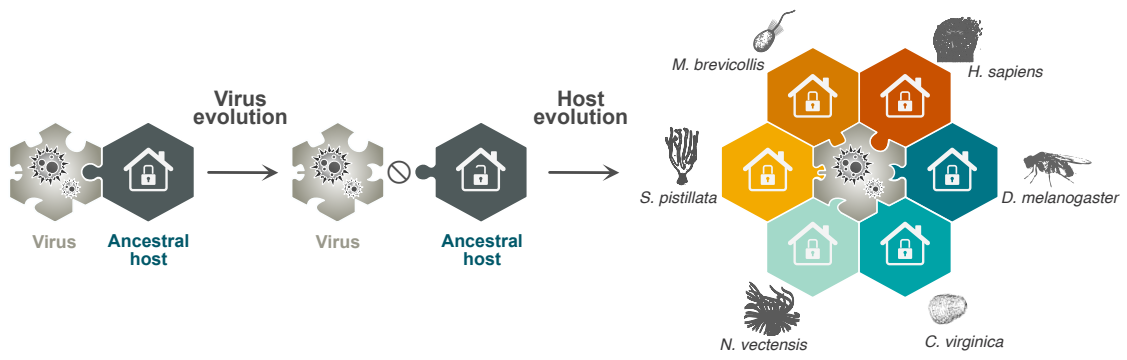 Virus
evolution
Virus
Ancestral
host
Virus
Ancestral
host
Host
evolution
M. brevicollis
H. sapiens
S. pistillata
D. melanogaster
N. vectensis
C. virginica